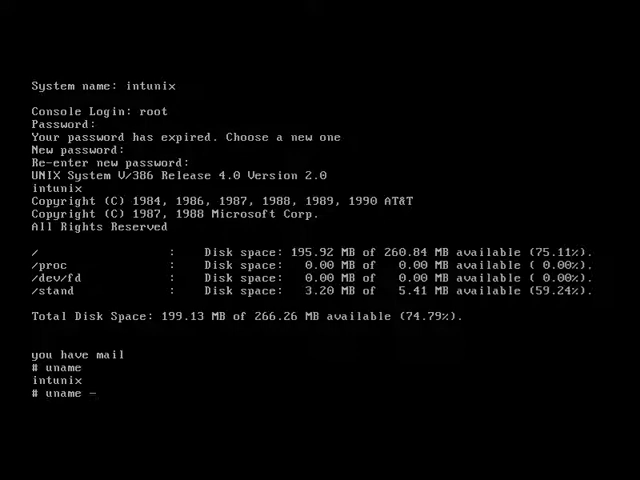 System name: intunix
Console Login: root
Password:
Your password has expired. Choose a new one
New password:
Re-enter new password:
UNIX System V/386 Release 4.0 Version 2.0
intunix
Copyright (C) 1984, 1986, 1987, 1988, 1989, 1990 AT&T
Copyright (C) 1987, 1988 Microsoft Corp.
All Rights Reserved
/                  :    Disk space: 195.92 MB of 260.84 MB available (75.11%).
/proc              :    Disk space:   0.00 MB of   0.00 MB available ( 0.00%).
/dev/fd            :    Disk space:   0.00 MB of   0.00 MB available ( 0.00%).
/stand             :    Disk space:   3.20 MB of   5.41 MB available (59.24%).
Total Disk Space: 199.13 MB of 266.26 MB available (74.79%).
you have mail
# uname
intunix
# uname -